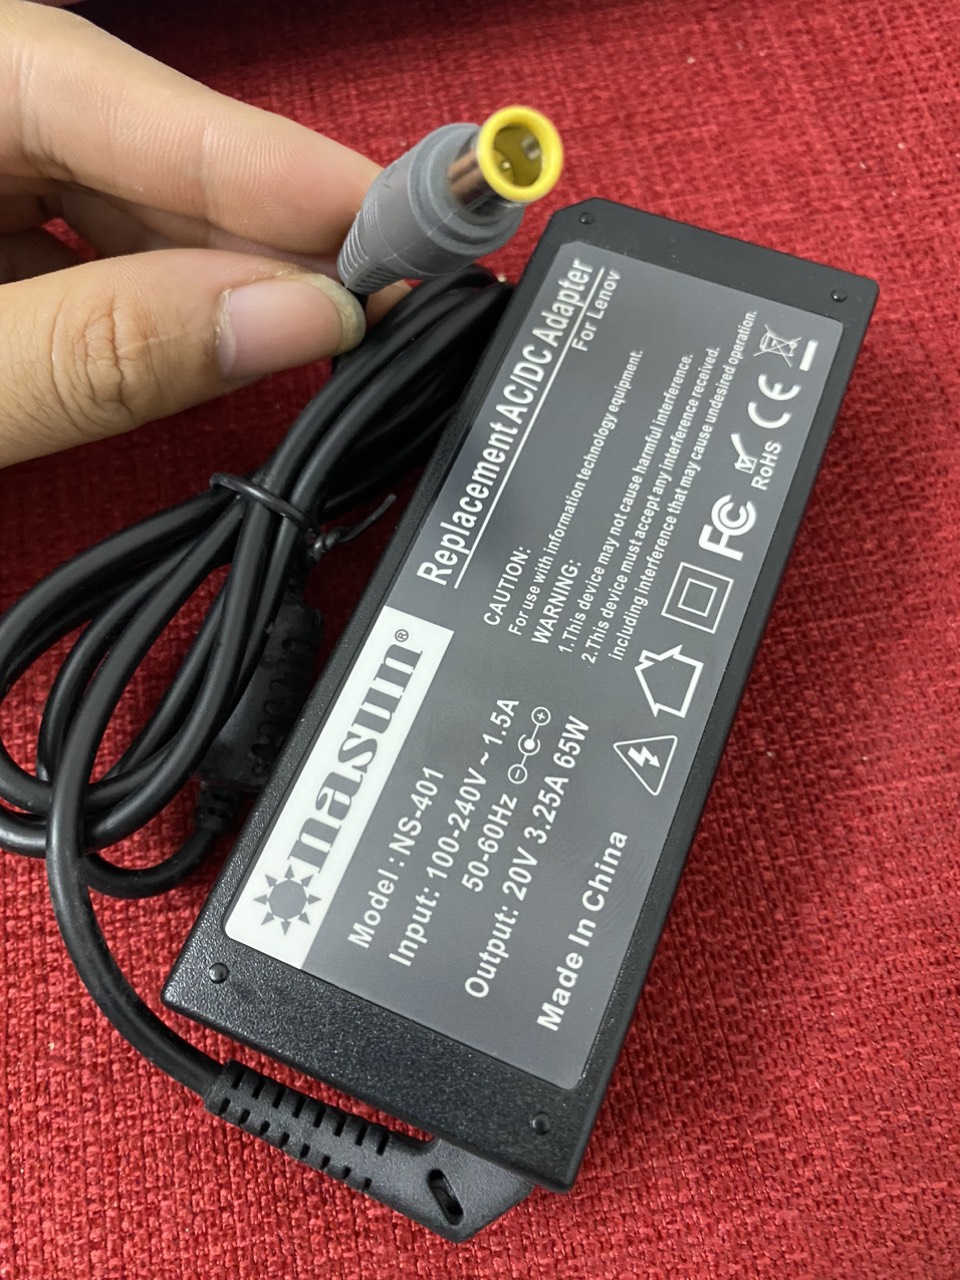 Replacement AC/DC Adapter
For Lenov
nasun®
CAUTION:
For use with information technology equipment.
WARNING:
1.This device may not cause harmful interference.
2.This device must accept any interference received.
including interference that may cause undesired operation.
Model : NS-401
Input: 100-240V ~ 1.5A
50-60Hz
Output: 20V 3.25A 65W
Made In China
FC
RoHS
CE